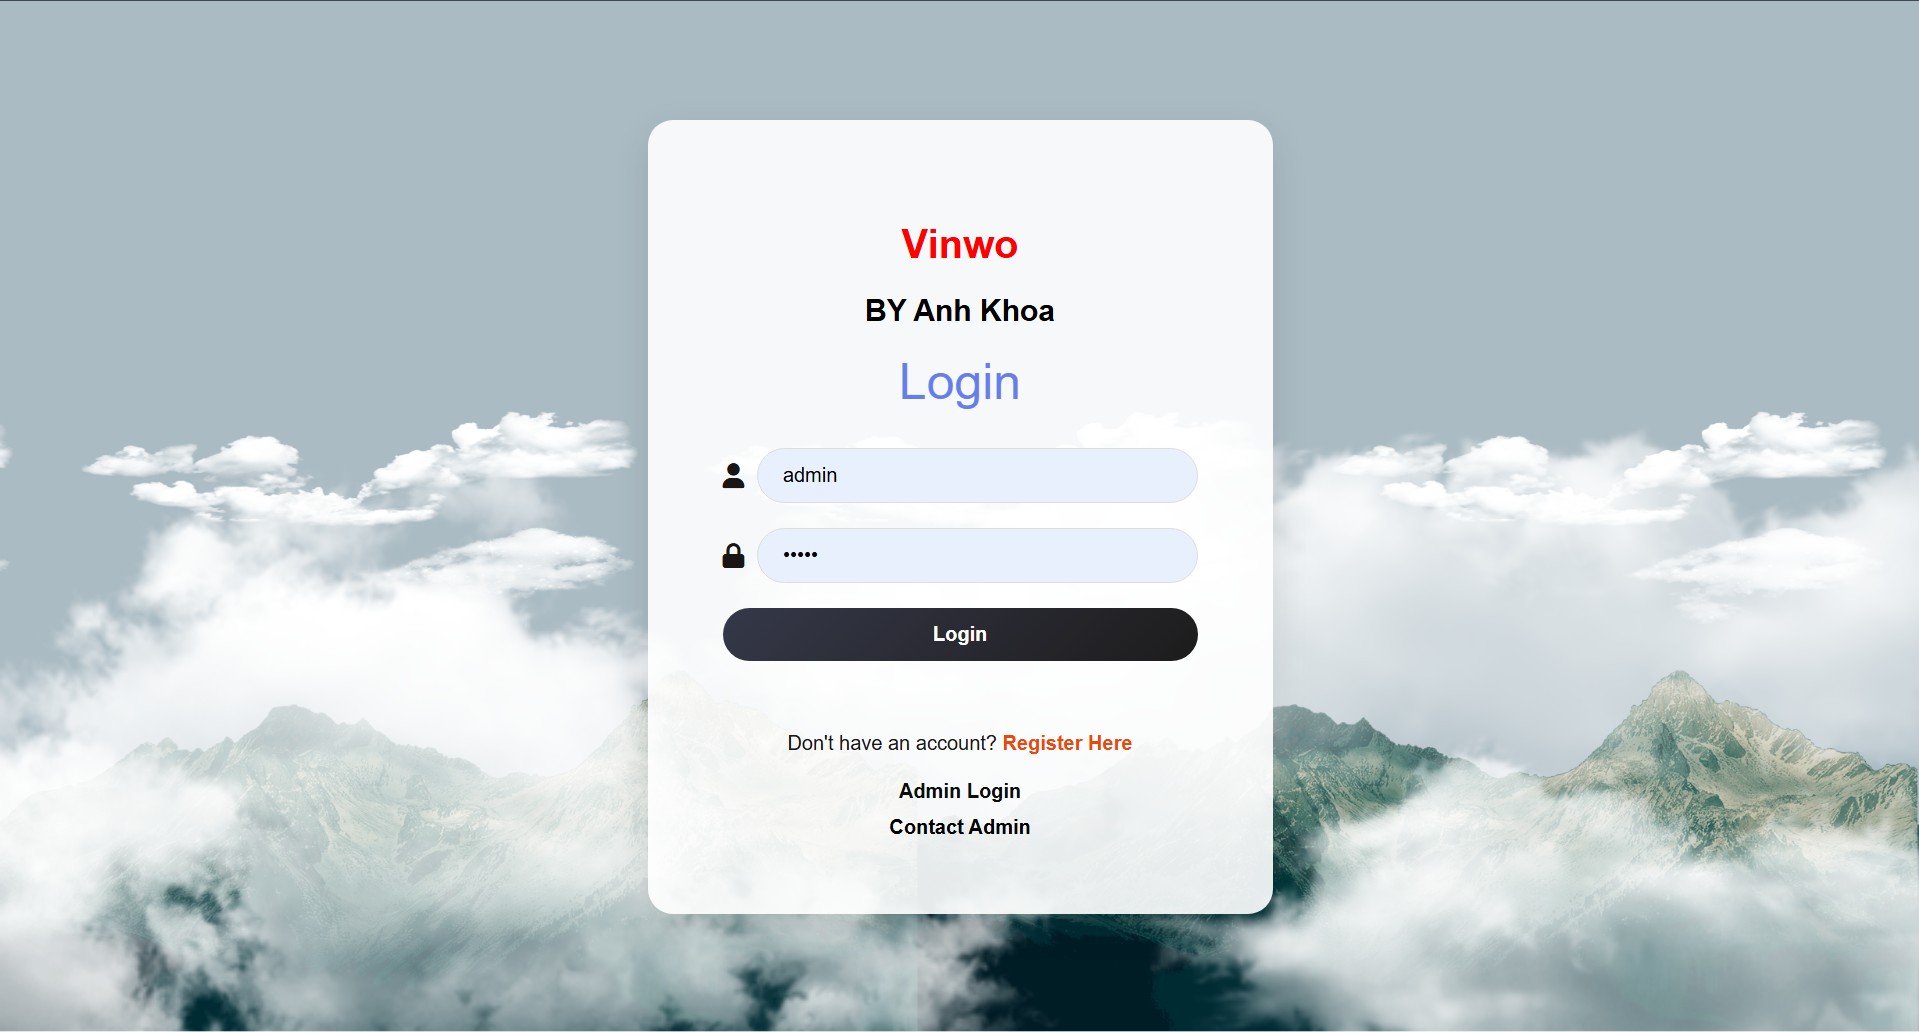 Vinwo
BY Anh Khoa
Login
admin
•••••
Login
Don't have an account? Register Here
Admin Login
Contact Admin